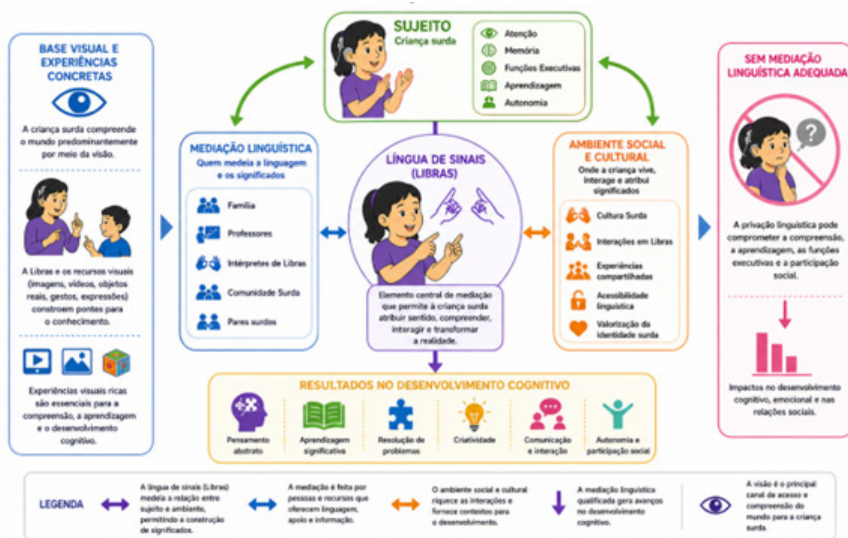 BASE VISUAL E
EXPERIÊNCIAS
CONCRETAS
A criança surda compreende
o mundo predominantemente
por meio da visão.
A Libras e os recursos visuais
(imagens, vídeos, objetos
reais, gestos, expressões)
constroem pontes para
o conhecimento.
Experiências visuais ricas
são essenciais para a
compreensão, a aprendizagem
e o desenvolvimento
cognitivo.
SUJEITO
Criança surda
Atenção
Memória
Funções Executivas
Aprendizagem
Autonomia
MEDIAÇÃO LINGUÍSTICA
Quem medeia a linguagem
e os significados
Família
Professores
Intérpretes de Libras
Comunidade Surda
Pares surdos
LÍNGUA DE SINAIS
(LIBRAS)
Elemento central de mediação
que permite à criança surda
atribuir sentido, compreender,
interagir e transformar
a realidade.
AMBIENTE SOCIAL
E CULTURAL
Onde a criança vive,
interage e atribui
significados
Cultura Surda
Interações em Libras
Experiências
compartilhadas
Acessibilidade
linguística
Valorização da
identidade surda
SEM MEDIAÇÃO
LINGUÍSTICA ADEQUADA
?
A privação linguística pode
comprometer a compreensão,
a aprendizagem, as funções
executivas e a participação
social.
Impactos no desenvolvimento
cognitivo, emocional e nas
relações sociais.
RESULTADOS NO DESENVOLVIMENTO COGNITIVO
Pensamento
abstrato
Aprendizagem
significativa
Resolução de
problemas
Criatividade
Comunicação
e interação
Autonomia e
participação social
LEGENDA
A língua de sinais (Libras)
medeia a relação entre
sujeito e ambiente,
permitindo a construção
de significados.
A mediação é feita por
pessoas e recursos que
oferecem linguagem,
apoio e informação.
O ambiente social e cultural
riquece as interações e
fornece contextos para
o desenvolvimento.
A mediação linguística
qualificada gera avanços
no desenvolvimento
cognitivo.
A visão é o principal
canal de acesso e
compreensão do
mundo para a criança
surda.